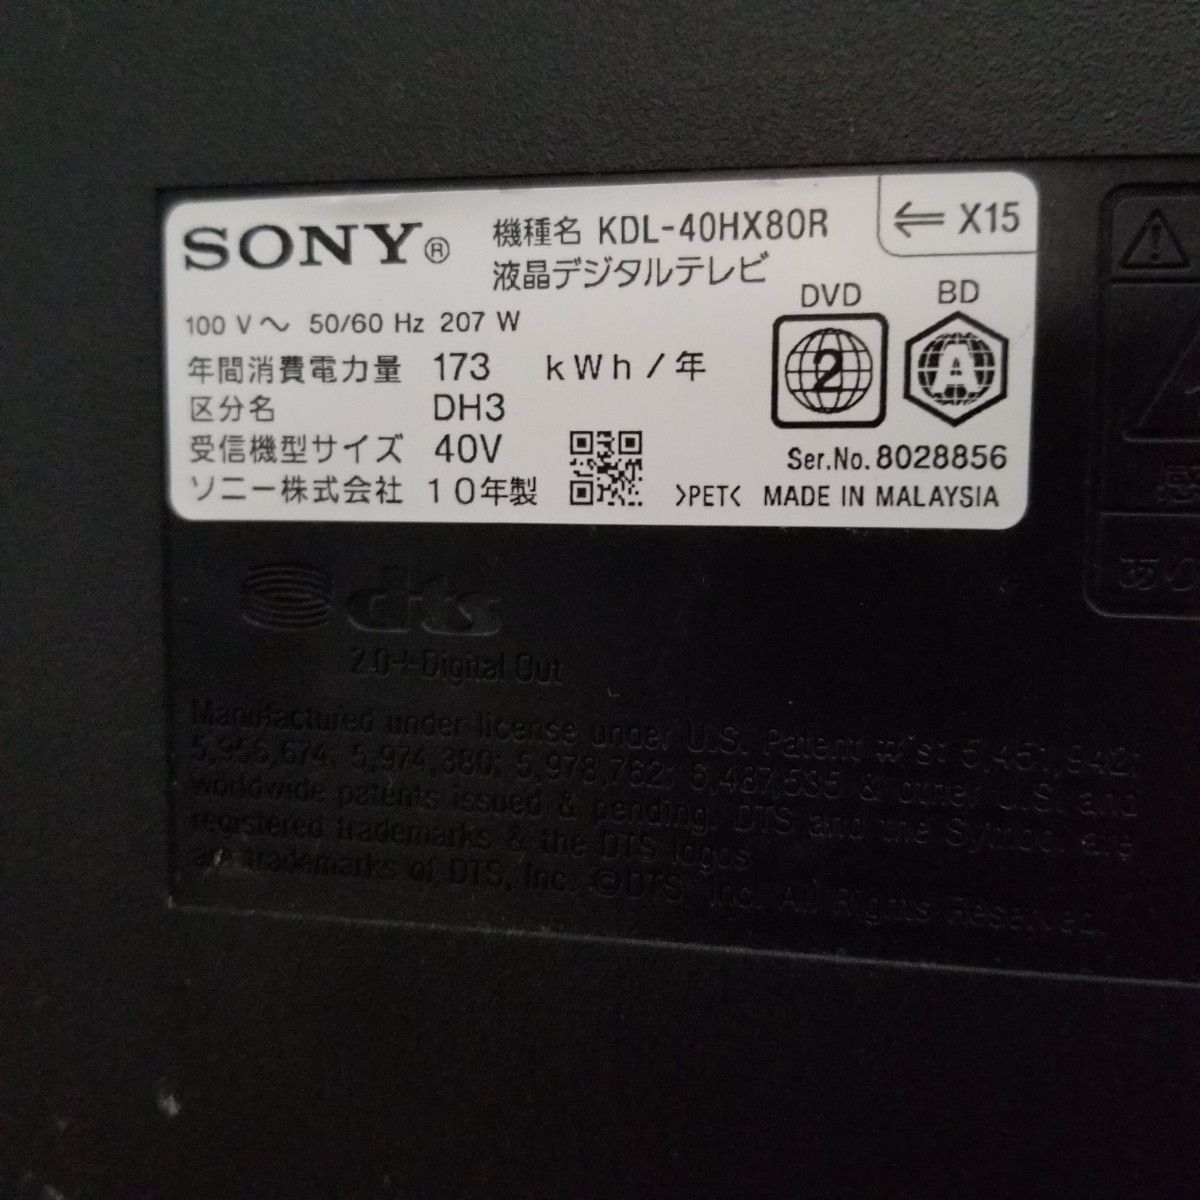 SONY®
機種名 KDL-40HX80R
⇐ X15
液晶デジタルテレビ
DVD BD
100 V～ 50/60 Hz 207 W
2 A
年間消費電力量 173 kWh/年
区分名 DH3
受信機型サイズ 40V
Ser.No. 8028856
ソニー株式会社 10年製
>PET< MADE IN MALAYSIA
dts
2.0+Digital Out
Manufactured under license under U.S. Patent #'s: 5,451,942;
5,956,674; 5,974,380; 5,978,762; 6,487,535 & other U.S. and
worldwide patents issued & pending. DTS and the Symbol are
registered trademarks & the DTS logos
are trademarks of DTS, Inc. ©DTS, Inc. All Rights Reserved.
感
あり